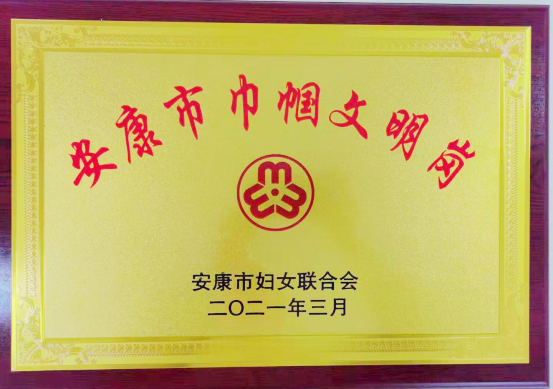 安康市巾帼文明岗
安康市妇女联合会
二〇二一年三月